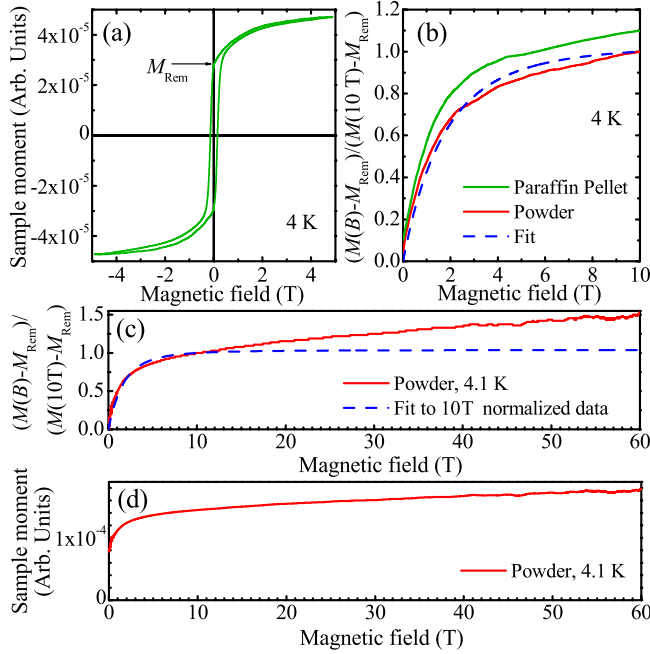 (a)
Sample moment (Arb. Units)
4x10⁻⁵
2x10⁻⁵
0
-2x10⁻⁵
-4x10⁻⁵
M_Rem
4 K
-4 -2 0 2 4
Magnetic field (T)
(b)
(M(B)-M_Rem)/(M(10 T)-M_Rem)
1.2
1.0
0.8
0.6
0.4
0.2
0.0
4 K
Paraffin Pellet
Powder
Fit
0 2 4 6 8 10
Magnetic field (T)
(c)
(M(B)-M_Rem)/
(M(10T)-M_Rem)
1.5
1.0
0.5
0.0
Powder, 4.1 K
Fit to 10T normalized data
0 10 20 30 40 50 60
Magnetic field (T)
(d)
Sample moment
(Arb. Units)
1x10⁻⁴
0
Powder, 4.1 K
0 10 20 30 40 50 60
Magnetic field (T)